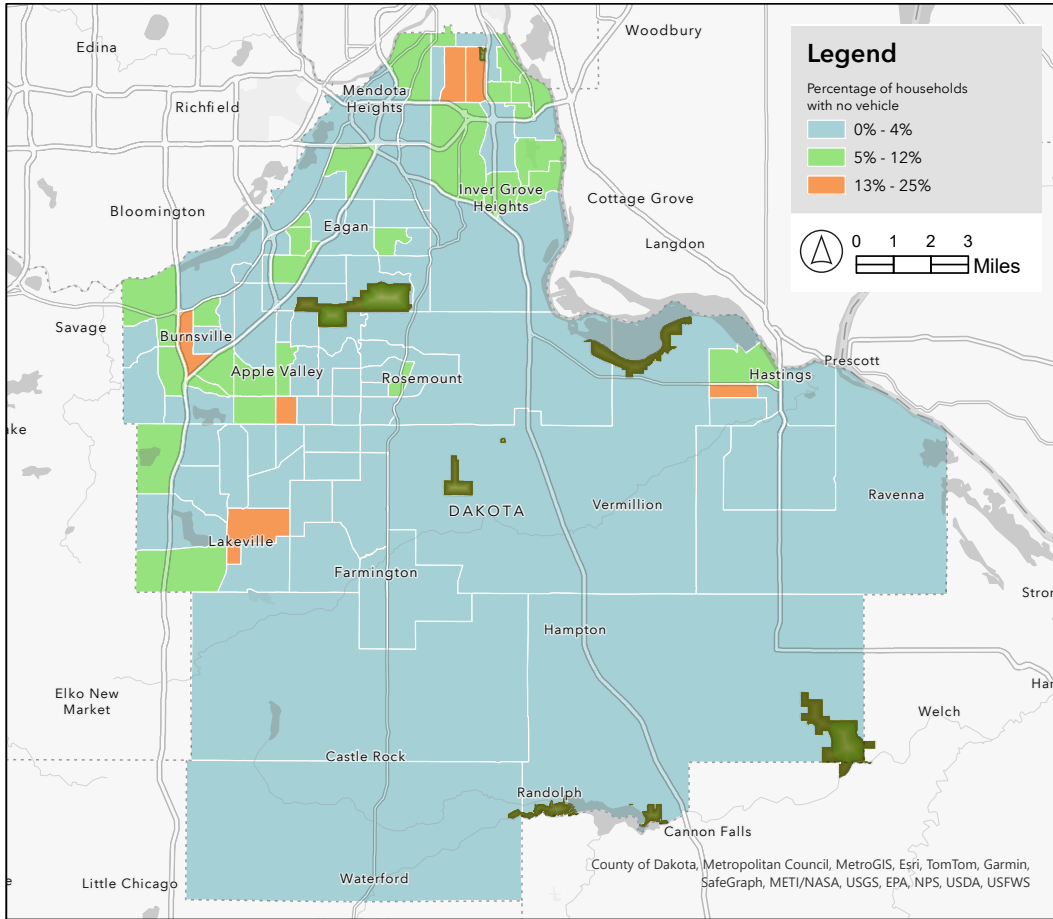 Edina
Woodbury
Richfield
Mendota
Heights
Bloomington
Inver Grove
Heights
Cottage Grove
Eagan
Langdon
Savage
Burnsville
Apple Valley
Rosemount
Hastings
Prescott
ake
DAKOTA
Vermillion
Ravenna
Lakeville
Farmington
Hampton
Stron
Elko New
Market
Welch
Har
Castle Rock
Randolph
Cannon Falls
Little Chicago
Waterford
e
Legend
Percentage of households
with no vehicle
0% - 4%
5% - 12%
13% - 25%
0 1 2 3
Miles
County of Dakota, Metropolitan Council, MetroGIS, Esri, TomTom, Garmin,
SafeGraph, METI/NASA, USGS, EPA, NPS, USDA, USFWS